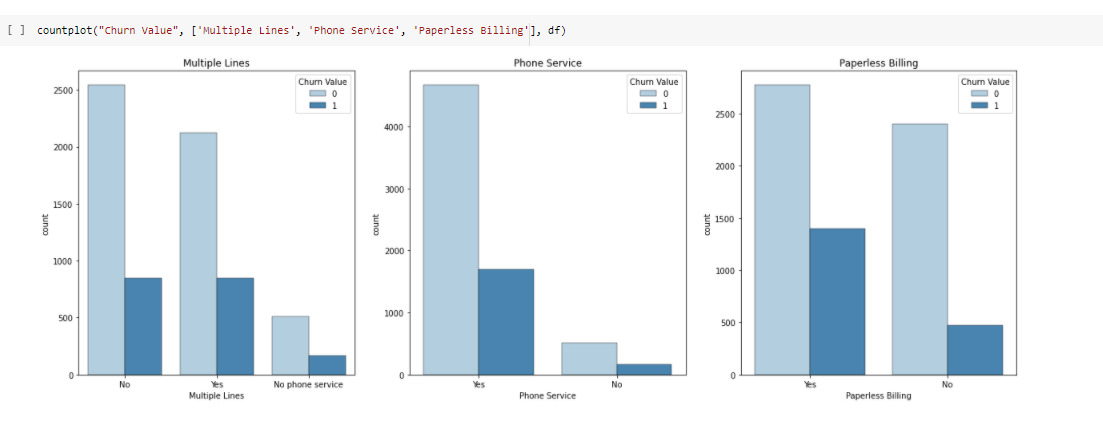 [ ] countplot("Churn Value", ['Multiple Lines', 'Phone Service', 'Paperless Billing'], df)
Multiple Lines
Churn Value
0
1
2500
2000
1500
1000
500
0
count
No
Yes
No phone service
Multiple Lines
Phone Service
Churn Value
0
1
4000
3000
2000
1000
0
count
Yes
No
Phone Service
Paperless Billing
Churn Value
0
1
2500
2000
1500
1000
500
0
count
Yes
No
Paperless Billing